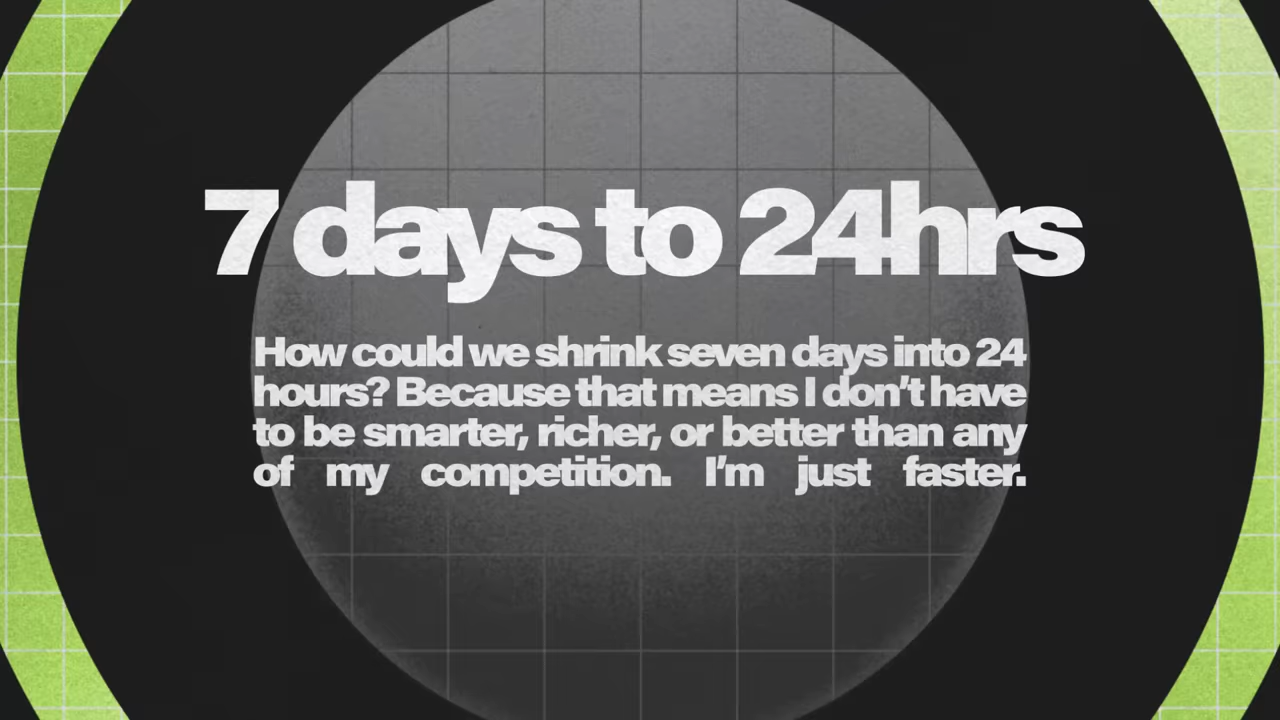 7 days to 24hrs
How could we shrink seven days into 24
hours? Because that means I don’t have
to be smarter, richer, or better than any
of my competition. I’m just faster.